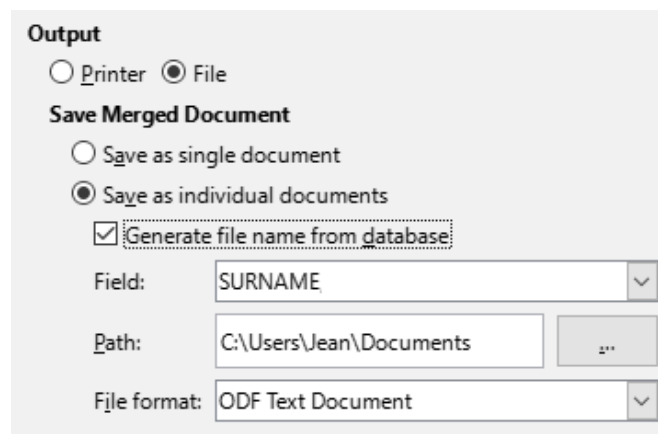 Output
Printer File
Save Merged Document
Save as single document
Save as individual documents
Generate file name from database
Field: SURNAME
Path: C:\Users\Jean\Documents ...
File format: ODF Text Document